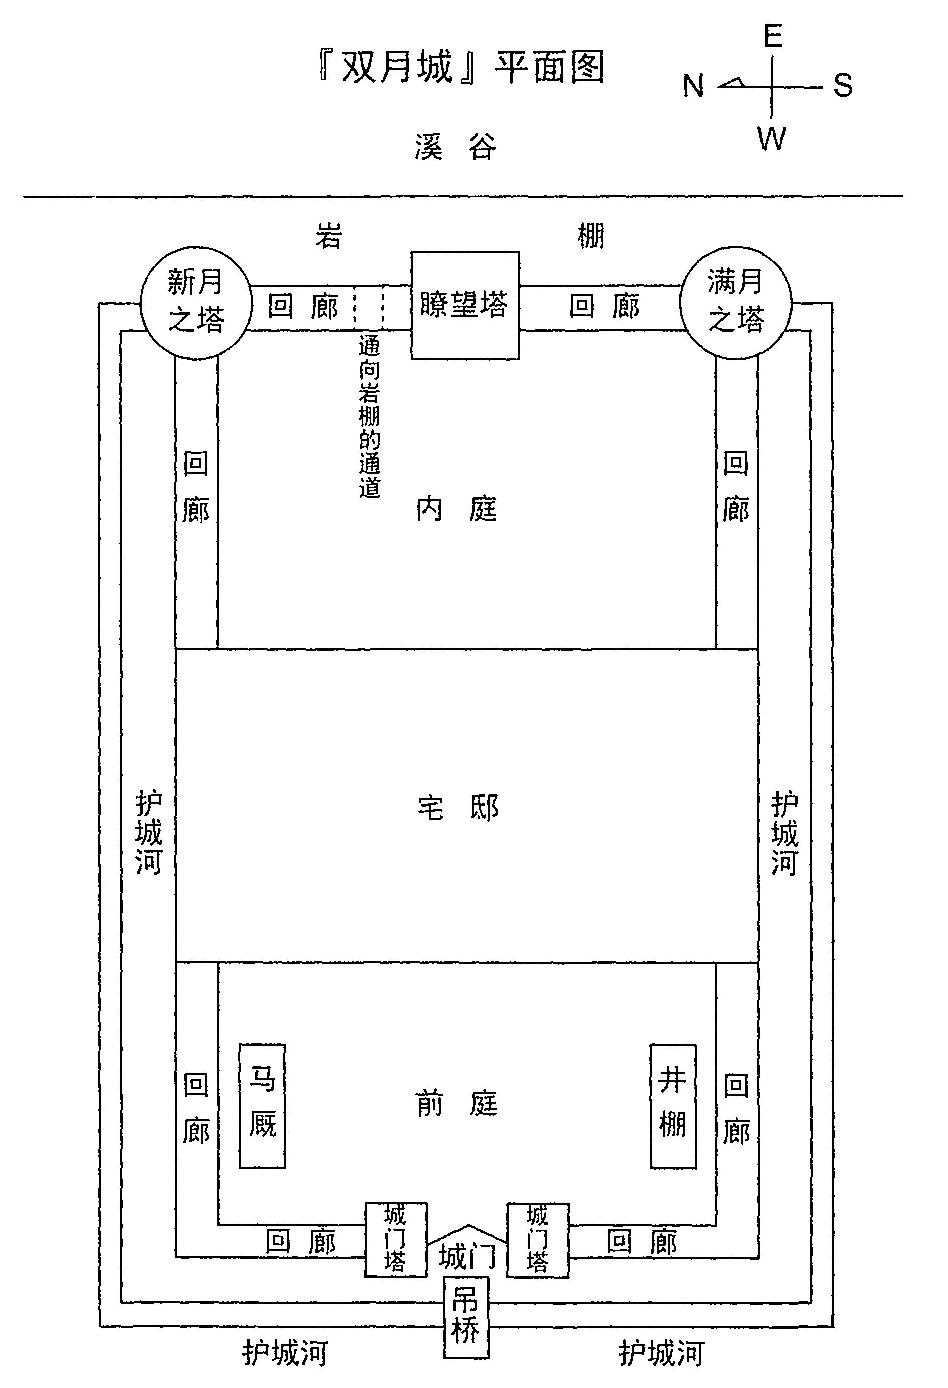 『双月城』平面图
E
N
S
W
溪谷
岩棚
新月
之塔
回廊
瞭望塔
回廊
满月
之塔
通向岩棚的通道
回廊
回廊
内庭
护城河
宅邸
护城河
回廊
马厩
前庭
井棚
回廊
回廊
城门塔
城门
城门塔
回廊
吊桥
护城河
护城河